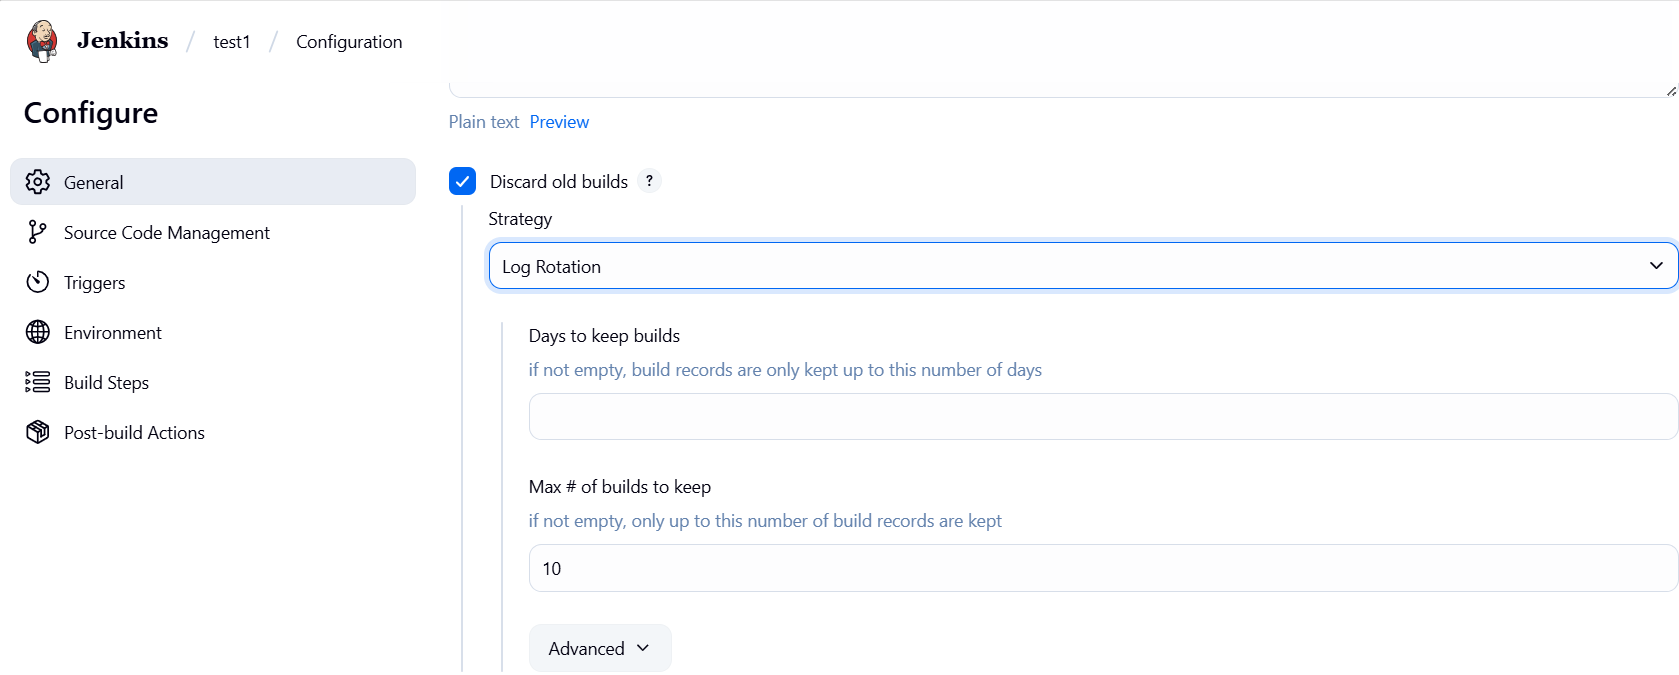 Jenkins / test1 / Configuration
Configure
General
Source Code Management
Triggers
Environment
Build Steps
Post-build Actions
Plain text Preview
Discard old builds ?
Strategy
Log Rotation
Days to keep builds
if not empty, build records are only kept up to this number of days
Max # of builds to keep
if not empty, only up to this number of build records are kept
10
Advanced